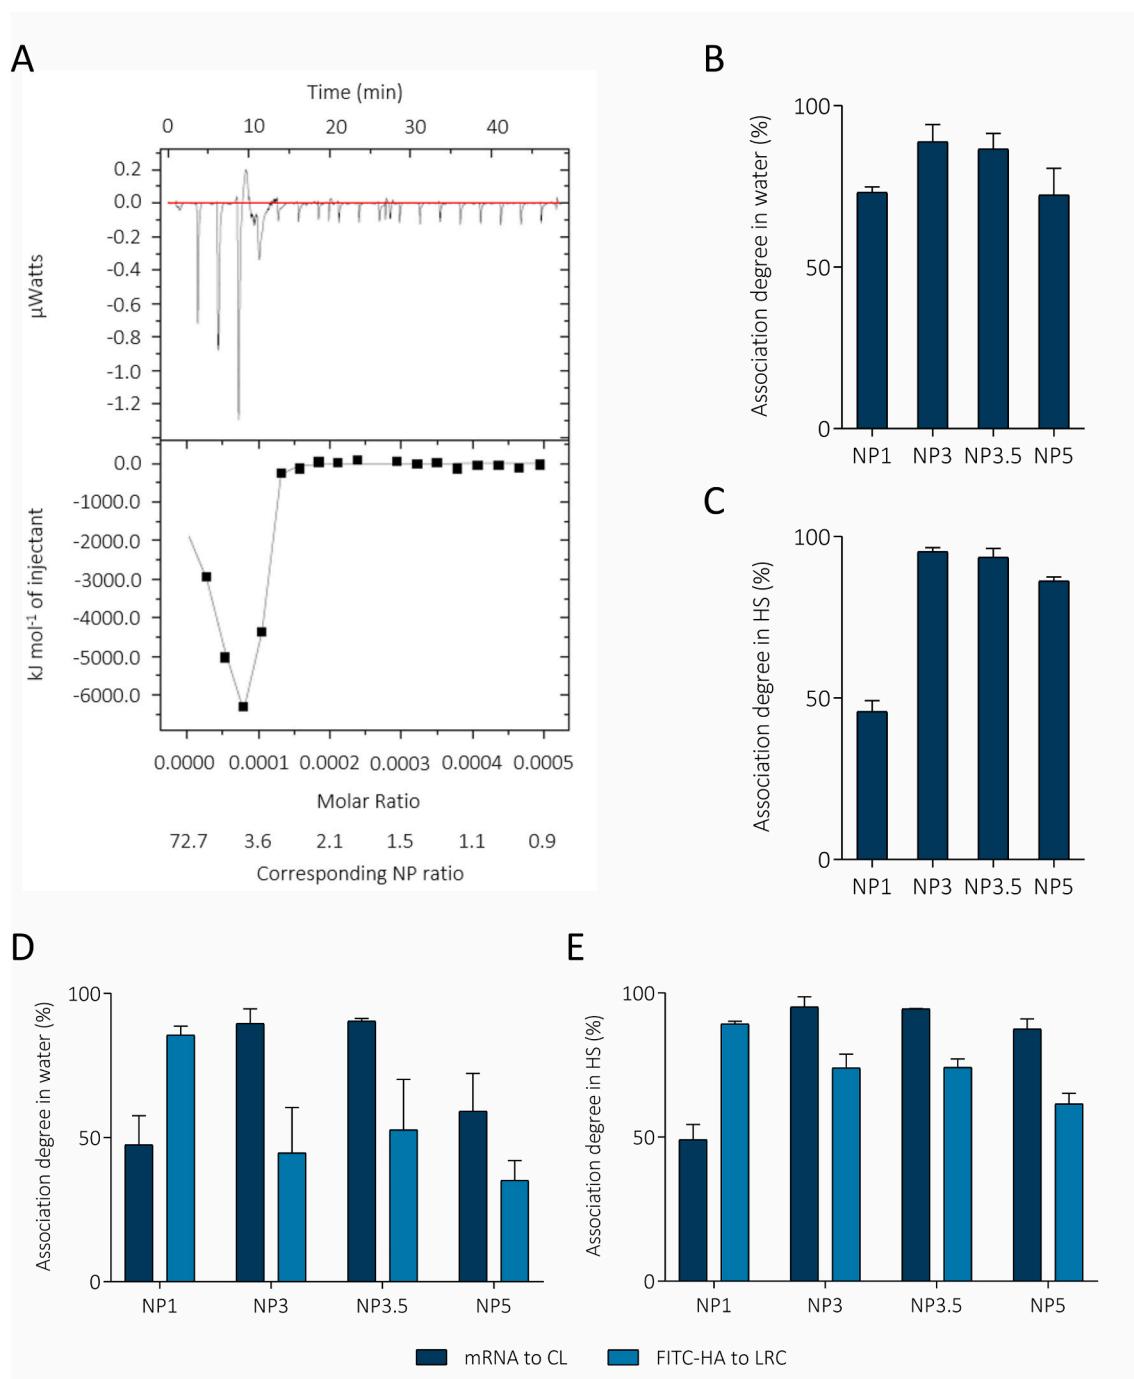 A
Time (min)
0 10 20 30 40
0.2
0.0
-0.2
-0.4
-0.6
-0.8
-1.0
-1.2
µWatts
0.0
-1000.0
-2000.0
-3000.0
-4000.0
-5000.0
-6000.0
kJ mol⁻¹ of injectant
0.0000 0.0001 0.0002 0.0003 0.0004 0.0005
Molar Ratio
72.7 3.6 2.1 1.5 1.1 0.9
Corresponding NP ratio
B
Association degree in water (%)
100
50
0
NP1 NP3 NP3.5 NP5
C
Association degree in HS (%)
100
50
0
NP1 NP3 NP3.5 NP5
D
Association degree in water (%)
100
50
0
NP1 NP3 NP3.5 NP5
E
Association degree in HS (%)
100
50
0
NP1 NP3 NP3.5 NP5
mRNA to CL FITC-HA to LRC